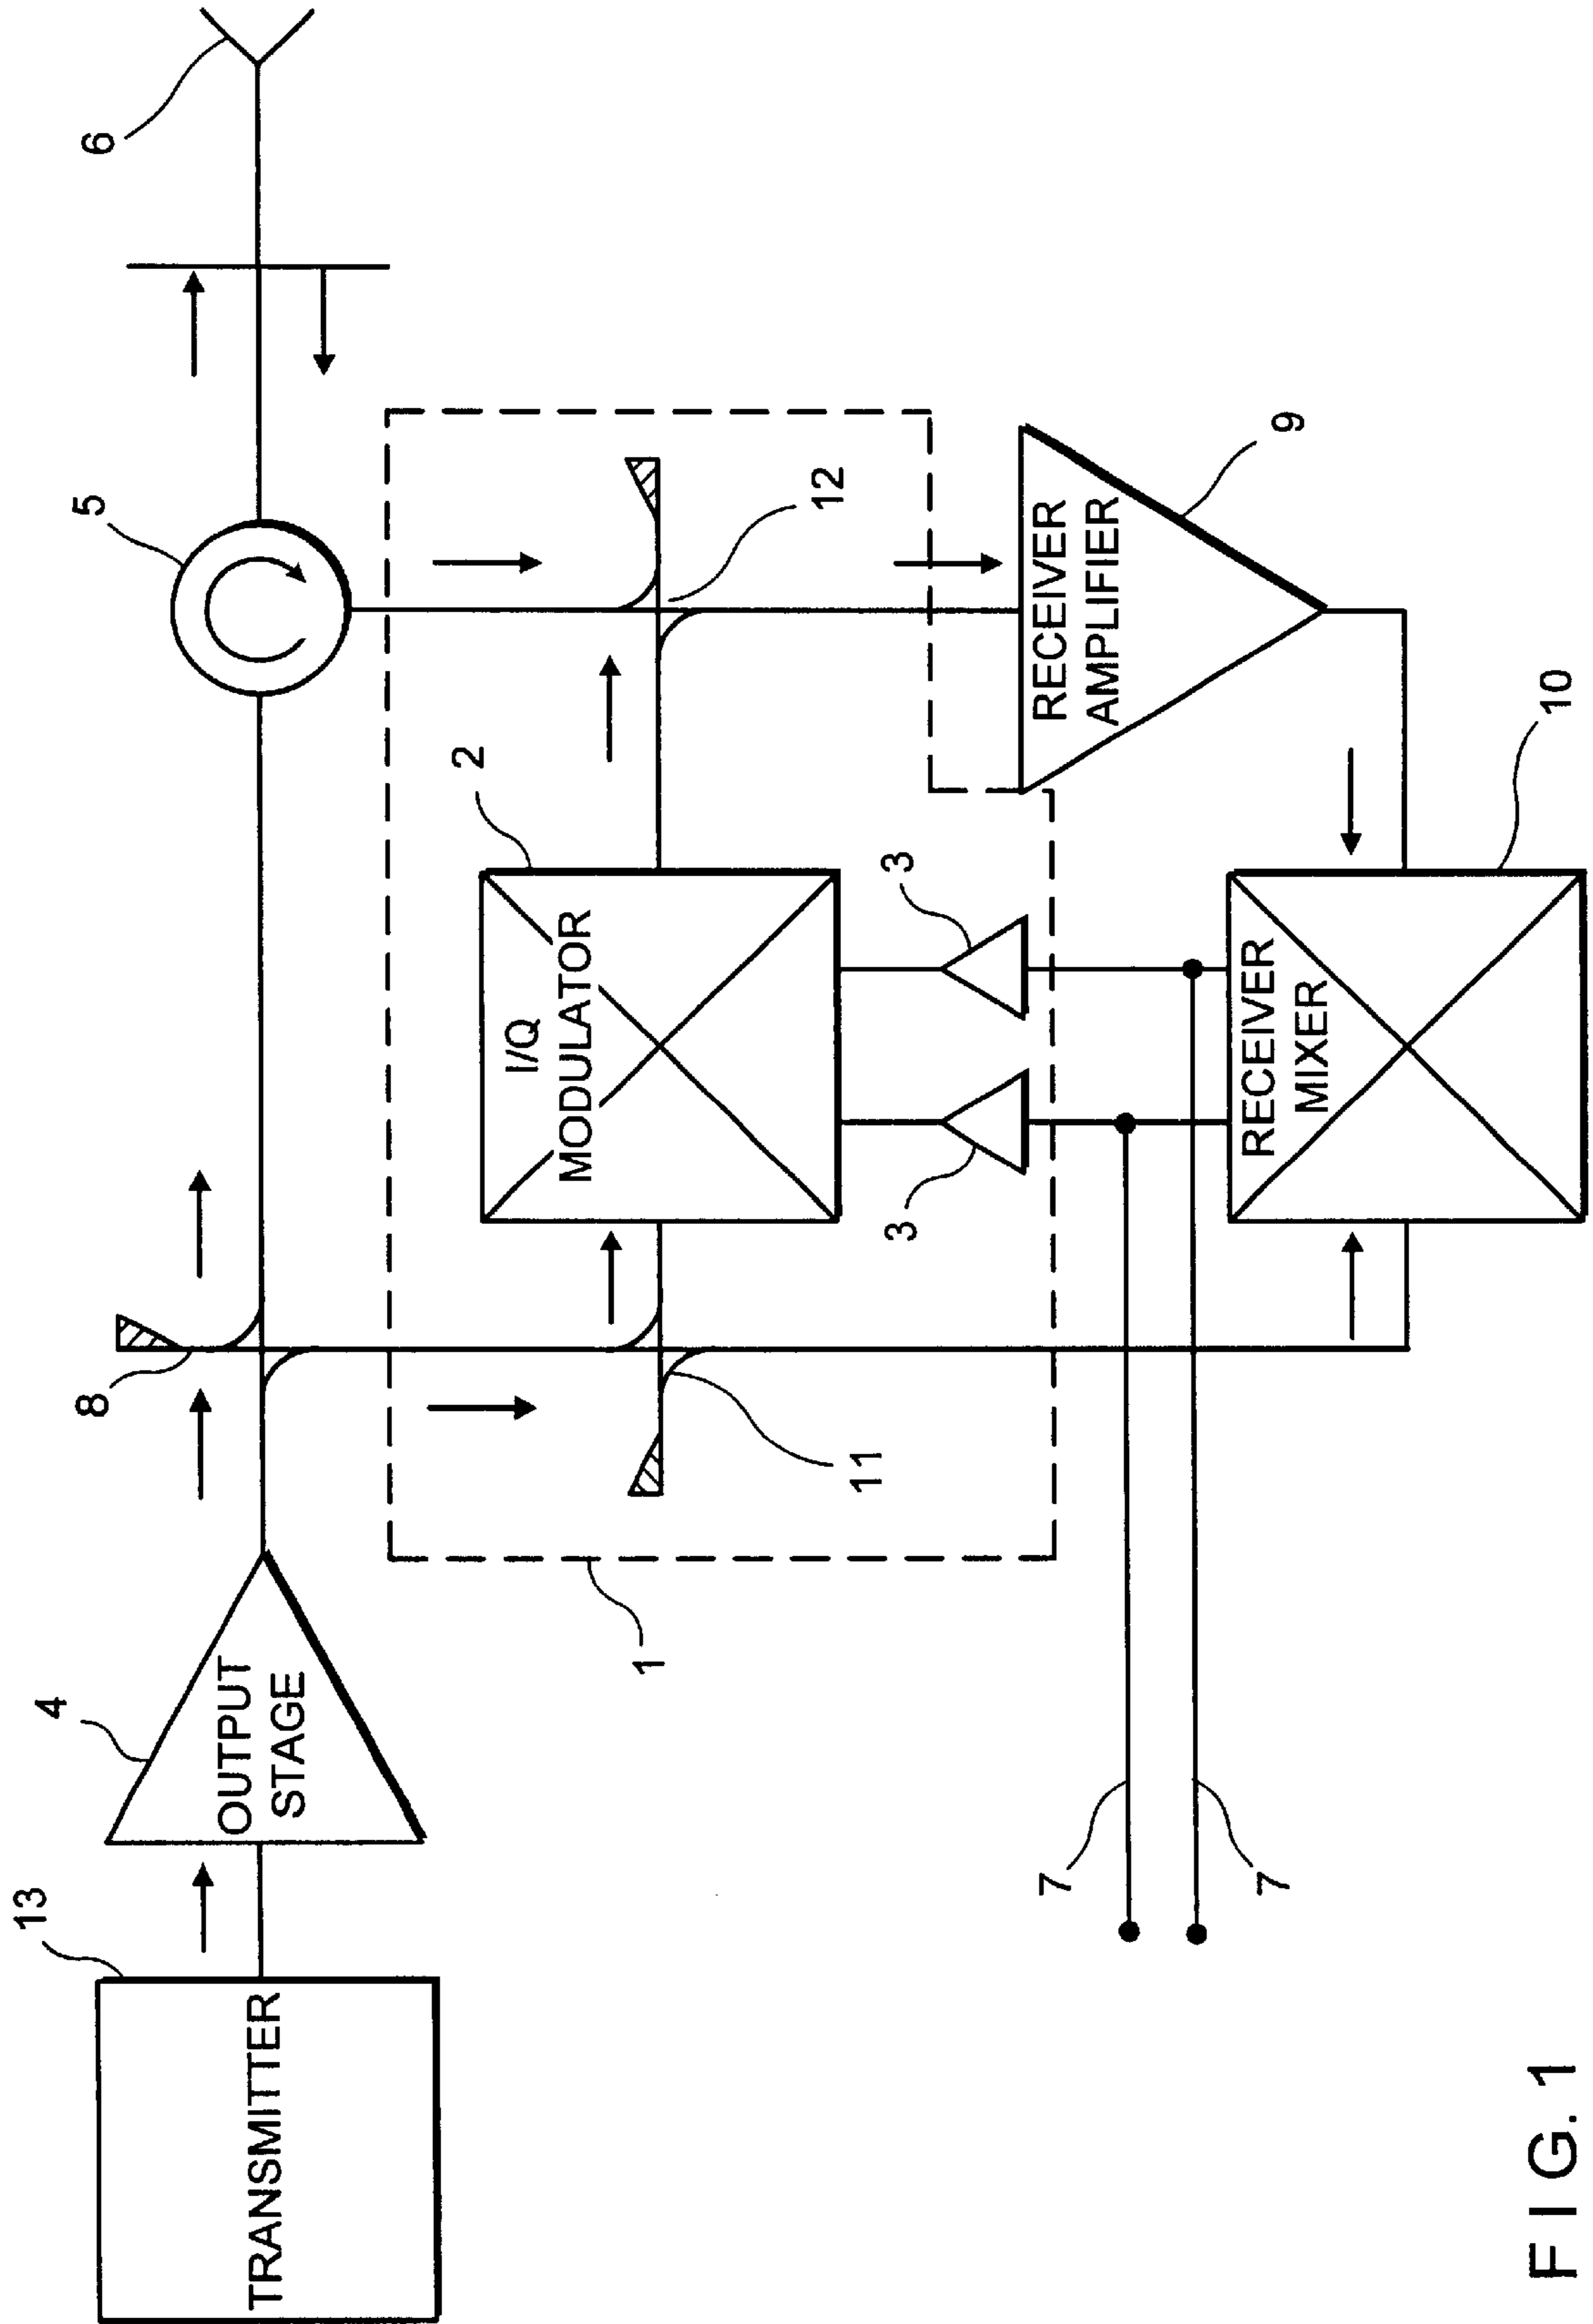 6
5
12
9
RECEIVER
AMPLIFIER
2
I/Q
MODULATOR
3
3
10
RECEIVER
MIXER
8
11
1
4
OUTPUT
STAGE
7
7
13
TRANSMITTER
FIG. 1